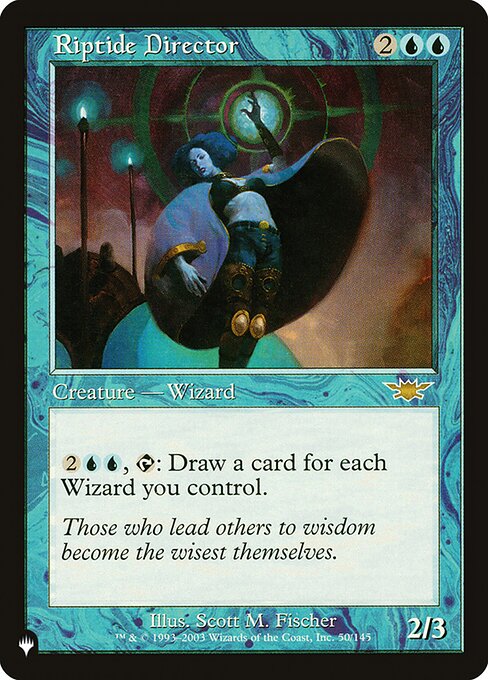 Riptide Director 2
Creature — Wizard
2, : Draw a card for each
Wizard you control.
Those who lead others to wisdom
become the wisest themselves.
Illus. Scott M. Fischer
™ & © 1993-2003 Wizards of the Coast, Inc. 50/145
2/3